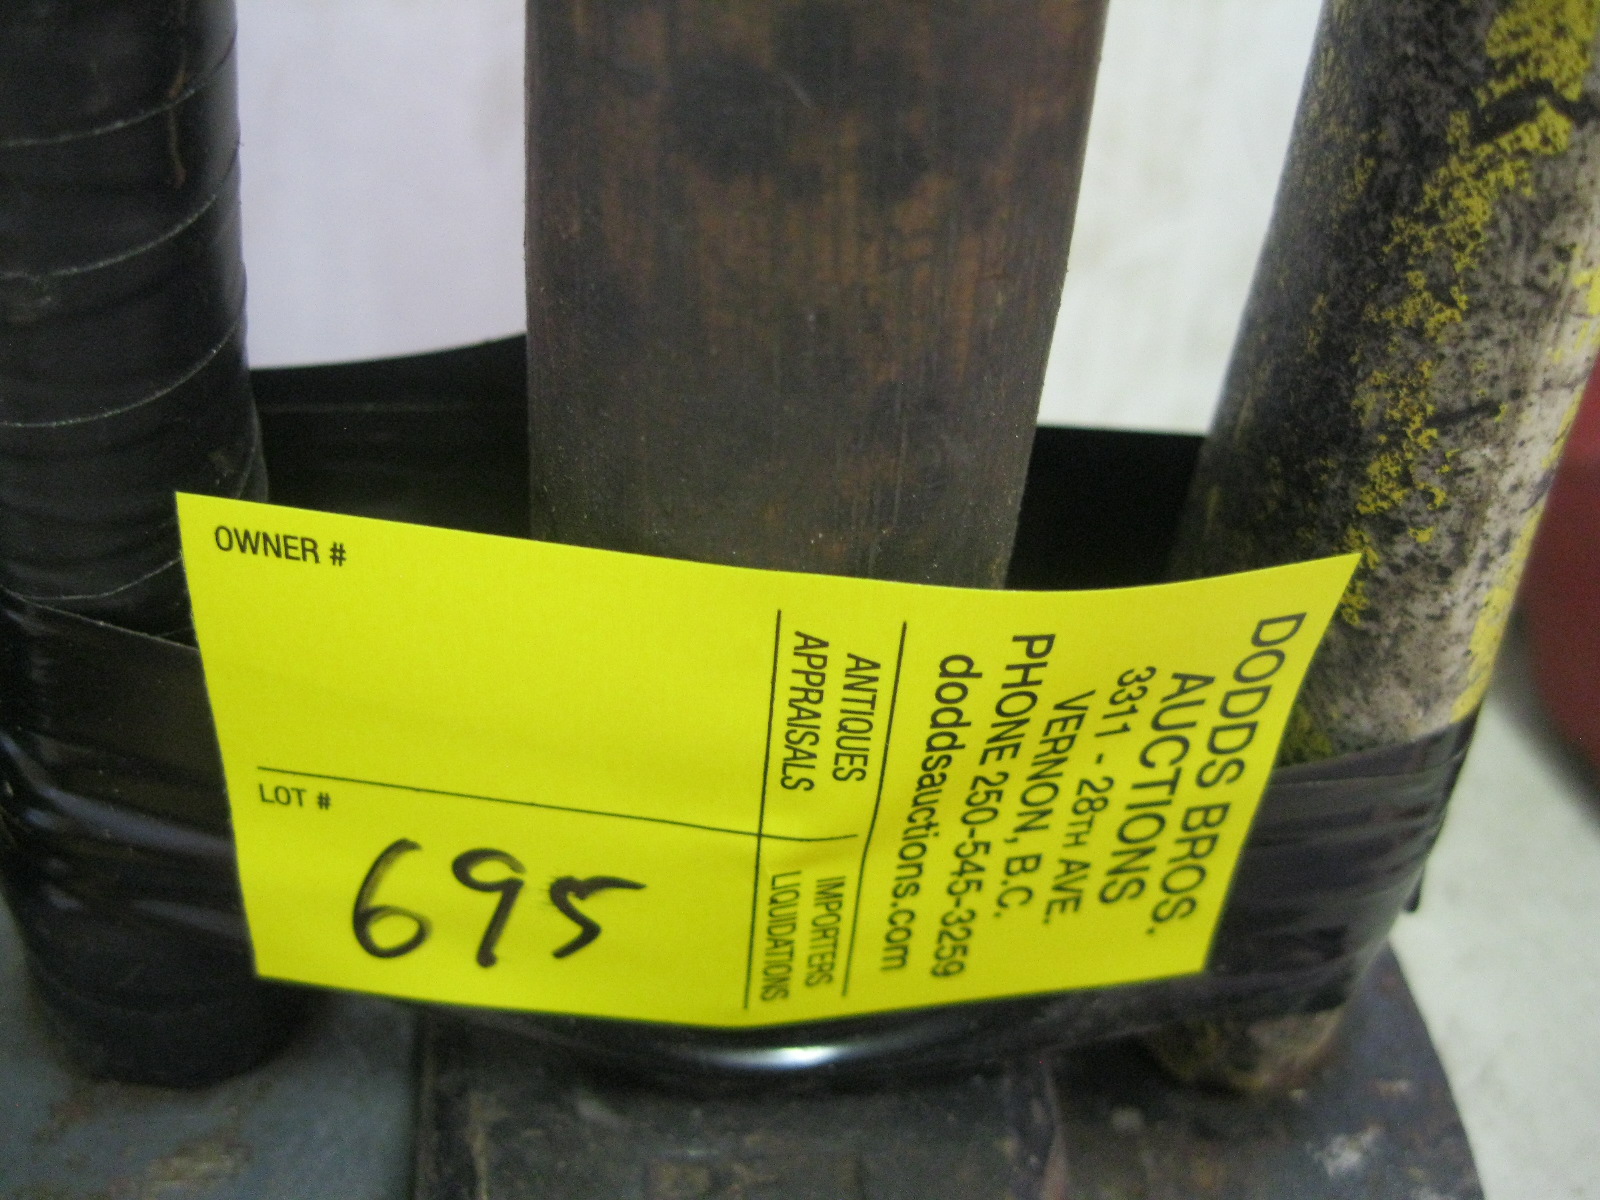 OWNER #
LOT #
695
DODDS BROS.
AUCTIONS
3311 - 28TH AVE.
VERNON, B.C.
PHONE 250-545-3259
doddsauctions.com
ANTIQUES
APPRAISALS
IMPORTERS
LIQUIDATIONS